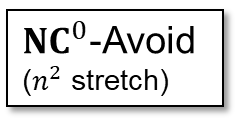 𝐍𝐂⁰-Avoid
(𝑛² stretch)